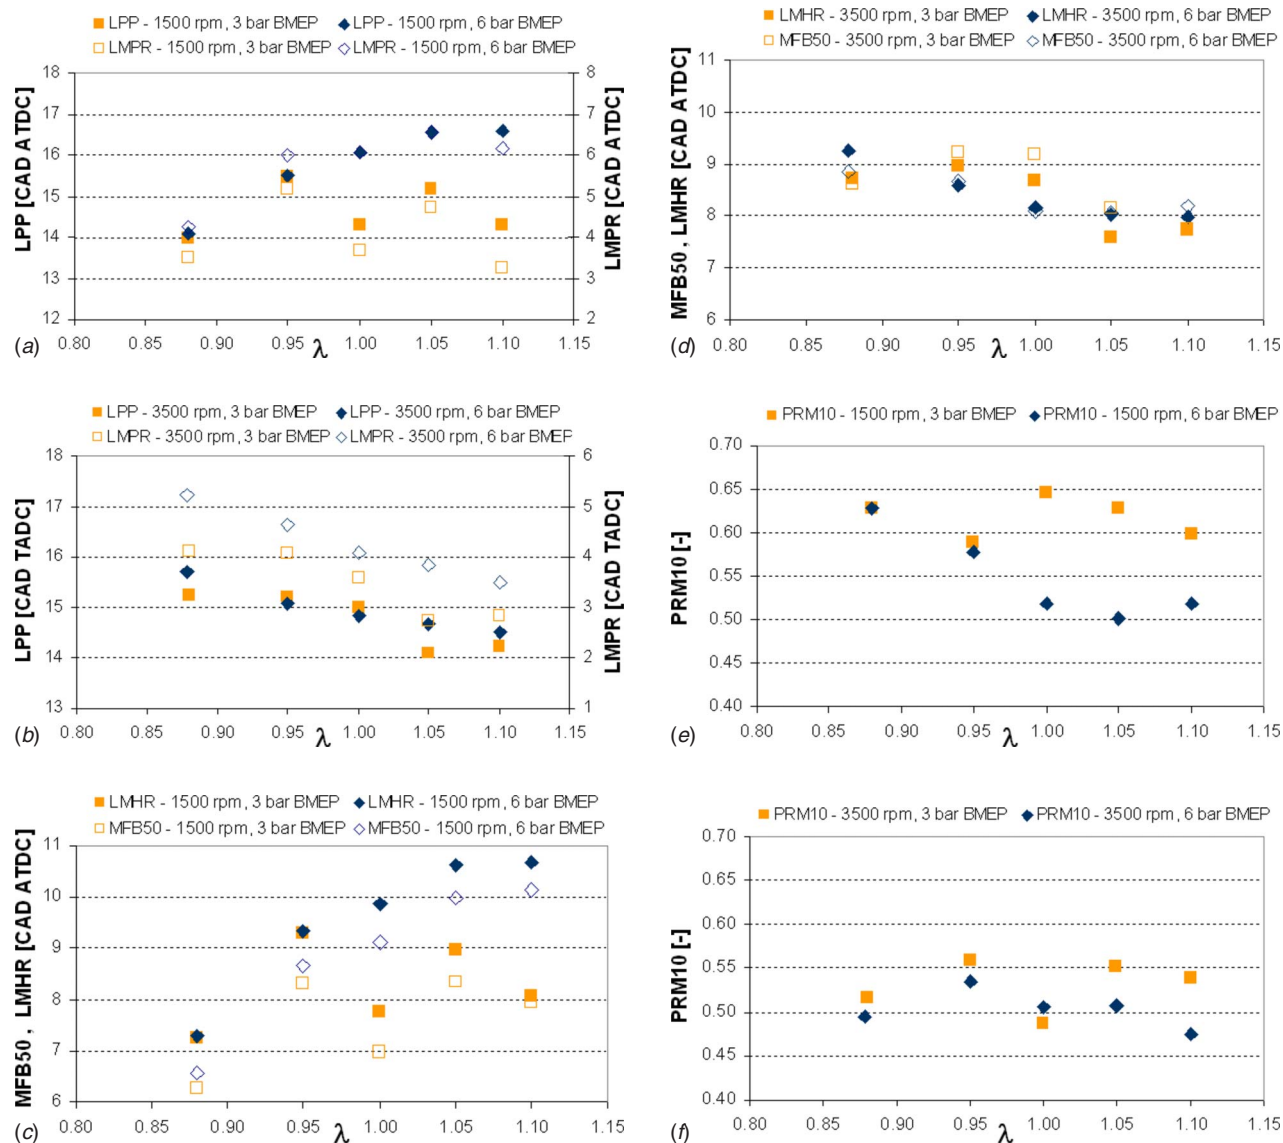 LPP - 1500 rpm, 3 bar BMEP LPP - 1500 rpm, 6 bar BMEP
LMPR - 1500 rpm, 3 bar BMEP LMPR - 1500 rpm, 6 bar BMEP
LPP [CAD ATDC]
18
17
16
15
14
13
12
8
7
6
5
4
3
2
LMPR [CAD ATDC]
0.80 0.85 0.90 0.95 1.00 1.05 1.10 1.15
λ
(a)
LPP - 3500 rpm, 3 bar BMEP LPP - 3500 rpm, 6 bar BMEP
LMPR - 3500 rpm, 3 bar BMEP LMPR - 3500 rpm, 6 bar BMEP
LPP [CAD TADC]
18
17
16
15
14
13
6
5
4
3
2
1
LMPR [CAD TADC]
0.80 0.85 0.90 0.95 1.00 1.05 1.10 1.15
λ
(b)
LMHR - 1500 rpm, 3 bar BMEP LMHR - 1500 rpm, 6 bar BMEP
MFB50 - 1500 rpm, 3 bar BMEP MFB50 - 1500 rpm, 6 bar BMEP
MFB50 , LMHR [CAD ATDC]
11
10
9
8
7
6
0.80 0.85 0.90 0.95 1.00 1.05 1.10 1.15
λ
(c)
LMHR - 3500 rpm, 3 bar BMEP LMHR - 3500 rpm, 6 bar BMEP
MFB50 - 3500 rpm, 3 bar BMEP MFB50 - 3500 rpm, 6 bar BMEP
MFB50 , LMHR [CAD ATDC]
11
10
9
8
7
6
0.80 0.85 0.90 0.95 1.00 1.05 1.10 1.15
λ
(d)
PRM10 - 1500 rpm, 3 bar BMEP PRM10 - 1500 rpm, 6 bar BMEP
PRM10 [-]
0.70
0.65
0.60
0.55
0.50
0.45
0.40
0.80 0.85 0.90 0.95 1.00 1.05 1.10 1.15
λ
(e)
PRM10 - 3500 rpm, 3 bar BMEP PRM10 - 3500 rpm, 6 bar BMEP
PRM10 [-]
0.70
0.65
0.60
0.55
0.50
0.45
0.40
0.80 0.85 0.90 0.95 1.00 1.05 1.10 1.15
λ
(f)